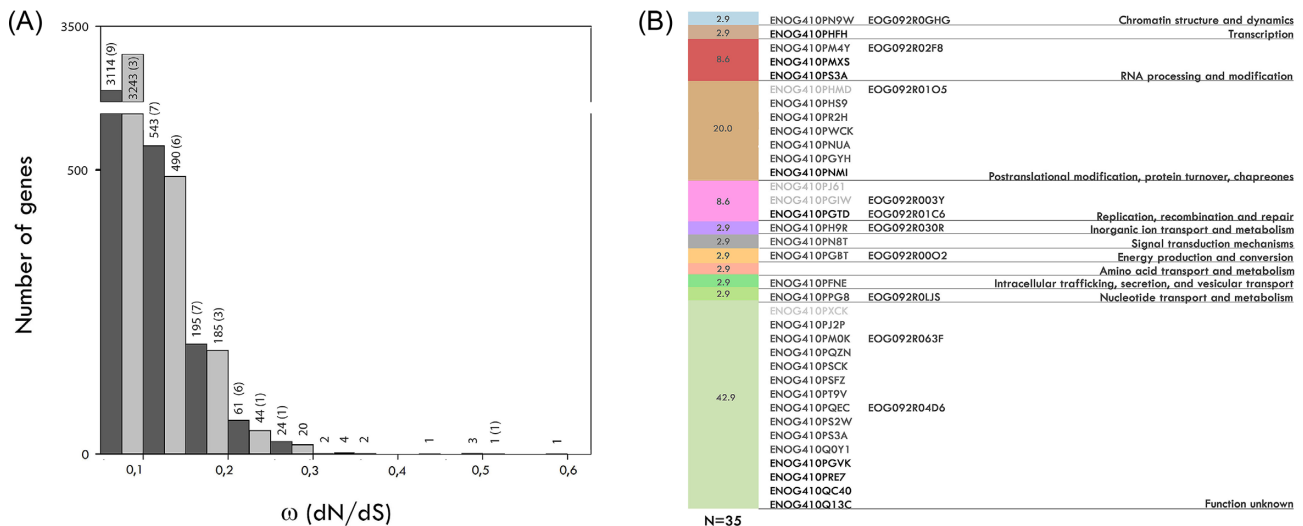 (A)
3500
500
0
Number of genes
3114 (9)
3243 (3)
543 (7)
490 (6)
195 (7)
185 (3)
61 (6)
44 (1)
24 (1)
20
2
4
2
1
3
1 (1)
1
0,1
0,2
0,3
0,4
0,5
0,6
ω (dN/dS)
(B)
2.9 ENOG410PN9W EOG092R0GHG Chromatin structure and dynamics
2.9 ENOG410PHFH Transcription
ENOG410PM4Y EOG092R02F8
8.6 ENOG410PMXS
ENOG410PS3A RNA processing and modification
ENOG410PHMD EOG092R01O5
ENOG410PHS9
ENOG410PR2H
20.0 ENOG410PWCK
ENOG410PNUA
ENOG410PGYH
ENOG410PNMI Postranslational modification, protein turnover, chapreones
ENOG410PJ61
8.6 ENOG410PGIW EOG092R003Y
ENOG410PGTD EOG092R01C6 Replication, recombination and repair
2.9 ENOG410PH9R EOG092R030R Inorganic ion transport and metabolism
2.9 ENOG410PN8T Signal transduction mechanisms
2.9 ENOG410PGBT EOG092R00O2 Energy production and conversion
2.9 Amino acid transport and metabolism
2.9 ENOG410PFNE Intracellular trafficking, secretion, and vesicular transport
2.9 ENOG410PPG8 EOG092R0LJS Nucleotide transport and metabolism
ENOG410PXCK
ENOG410PJ2P
ENOG410PM0K EOG092R063F
ENOG410PQZN
ENOG410PSCK
ENOG410PSFZ
42.9 ENOG410PT9V
ENOG410PQEC EOG092R04D6
ENOG410PS2W
ENOG410PS3A
ENOG410Q0Y1
ENOG410PGVK
ENOG410PRE7
ENOG410QC40
ENOG410Q13C Function unknown
N=35